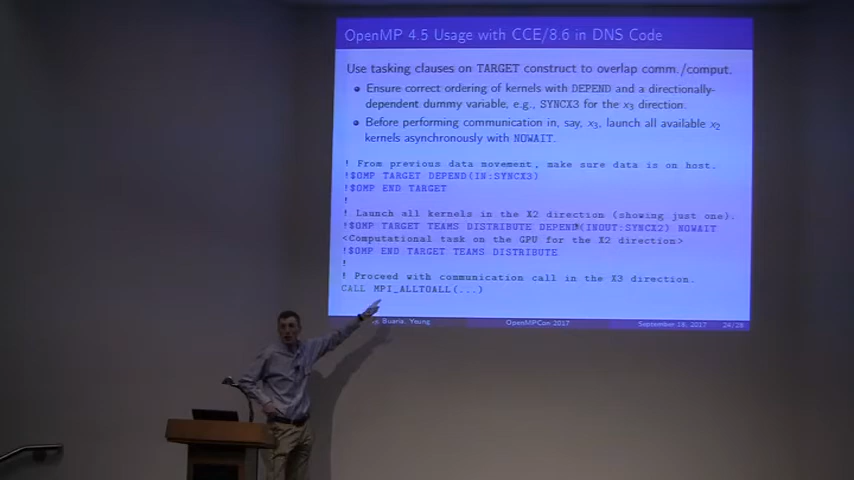 OpenMP 4.5 Usage with CCE/8.6 in DNS Code
Use tasking clauses on TARGET construct to overlap comm./comput.
Ensure correct ordering of kernels with DEPEND and a directionally-
dependent dummy variable, e.g., SYNCX3 for the x3 direction.
Before performing communication in, say, x3, launch all available x2
kernels asynchronously with NOWAIT.
! From previous data movement, make sure data is on host.
!$OMP TARGET DEPEND(IN:SYNCX3)
!$OMP END TARGET
!
! Launch all kernels in the X2 direction (showing just one).
!$OMP TARGET TEAMS DISTRIBUTE DEPEND(INOUT:SYNCX2) NOWAIT
<Computational task on the GPU for the X2 direction>
!$OMP END TARGET TEAMS DISTRIBUTE
!
! Proceed with communication call in the X3 direction.
CALL MPI_ALLTOALL(...)
Buaria, Yeung OpenMPCon 2017 September 18, 2017 24/28